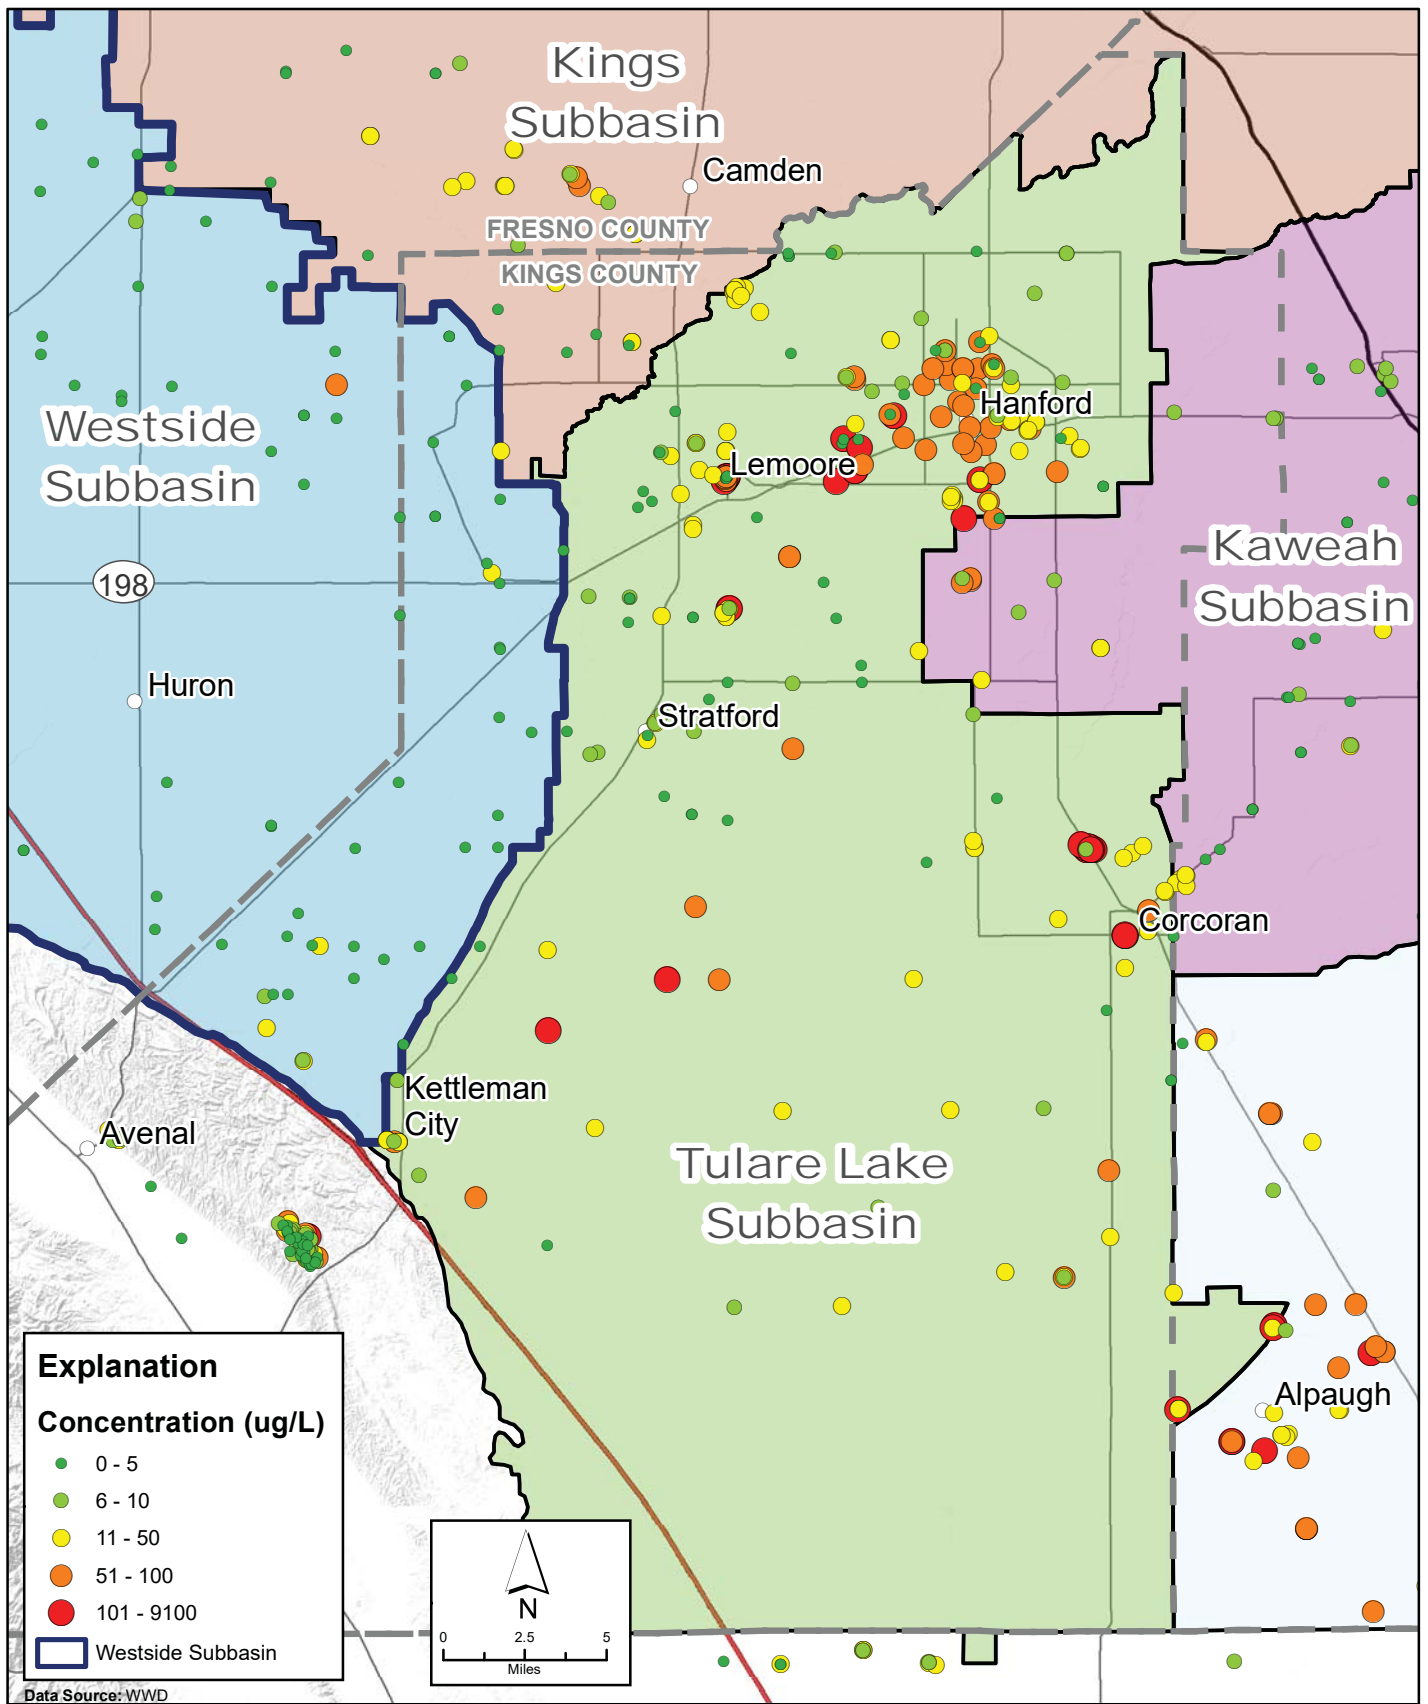 Kings
Subbasin
Camden
FRESNO COUNTY
KINGS COUNTY
Westside
Subbasin
Hanford
Lemoore
198
Kaweah
Subbasin
Huron
Stratford
Corcoran
Kettleman
City
Avenal
Tulare Lake
Subbasin
Alpaugh
Explanation
Concentration (ug/L)
0 - 5
6 - 10
11 - 50
51 - 100
101 - 9100
Westside Subbasin
N
0 2.5 5
Miles
Data Source: WWD